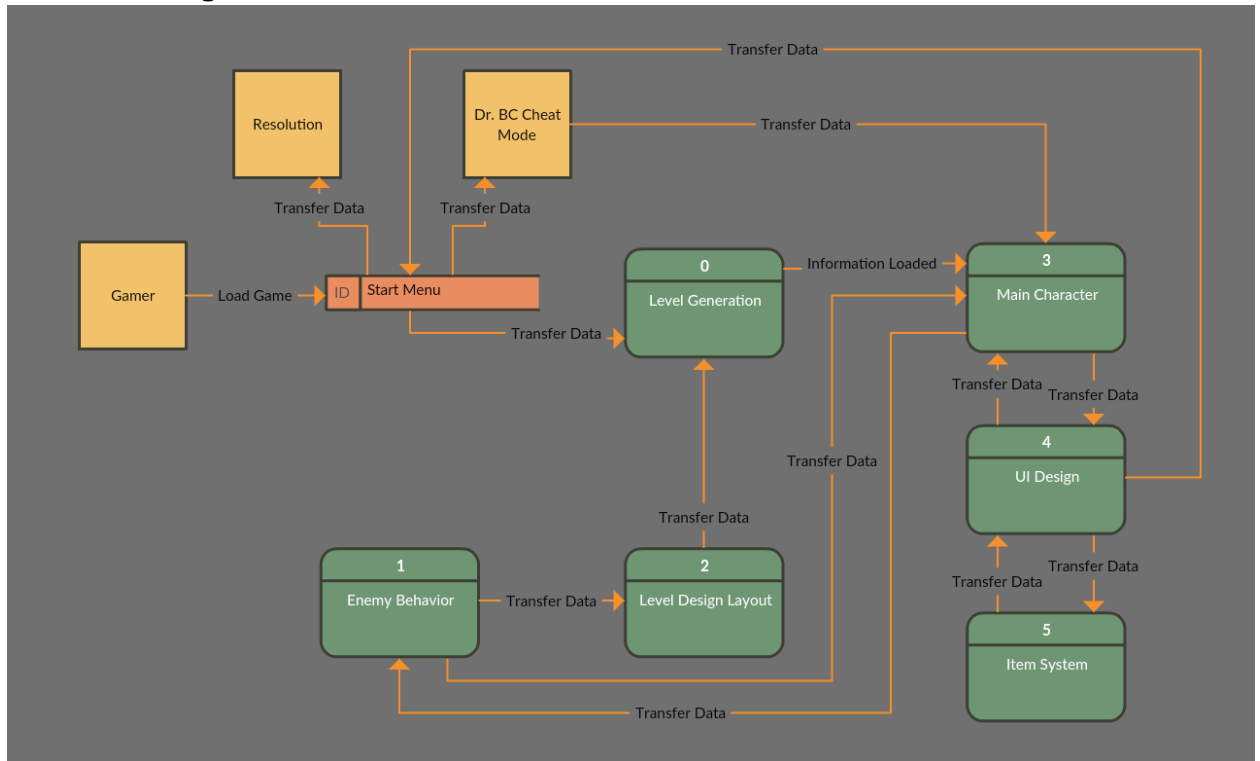 Transfer Data
Resolution
Dr. BC Cheat
Mode
Transfer Data
Transfer Data
Transfer Data
Gamer
Load Game
ID
Start Menu
0
Level Generation
Information Loaded
3
Main Character
Transfer Data
Transfer Data
Transfer Data
Transfer Data
4
UI Design
Transfer Data
Transfer Data
1
Enemy Behavior
Transfer Data
2
Level Design Layout
Transfer Data
Transfer Data
5
Item System
Transfer Data